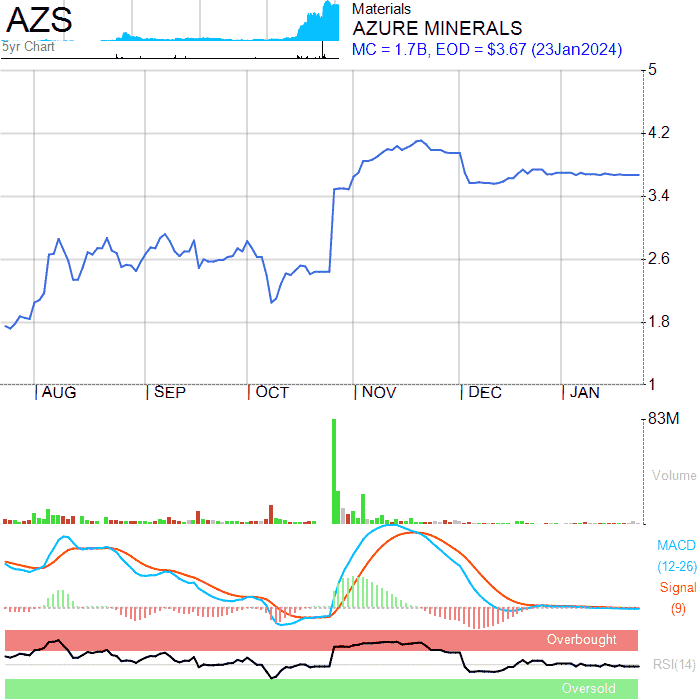 AZS
5yr Chart
Materials
AZURE MINERALS
MC = 1.7B, EOD = $3.67 (23Jan2024)
5
4.2
3.4
2.6
1.8
1
AUG SEP OCT NOV DEC JAN
83M
Volume
MACD
(12-26)
Signal
(9)
Overbought
RSI(14)
Oversold